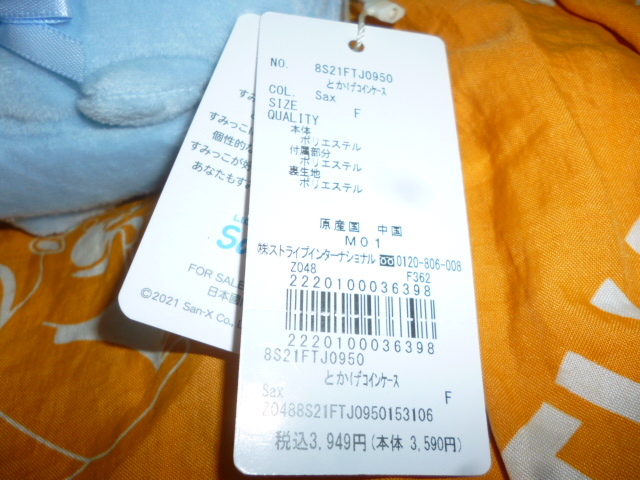 NO. 8S21FTJ0950
とかげコインケース
COL. Sax
SIZE F
QUALITY
本体
ポリエステル
付属部分
ポリエステル
裏生地
ポリエステル
原産国 中国
M01
㈱ストライプインターナショナル 0120-806-008
Z048 F362
2220100036398
2220100036398
8S21FTJ0950
とかげコインケース
Sax F
Z0488S21FTJ0950153106
税込3,949円(本体 3,590円)
すみっこ
個性的な
すみっこが
あなたもす
FOR SALE
日本国
©2021 San-X Co.,